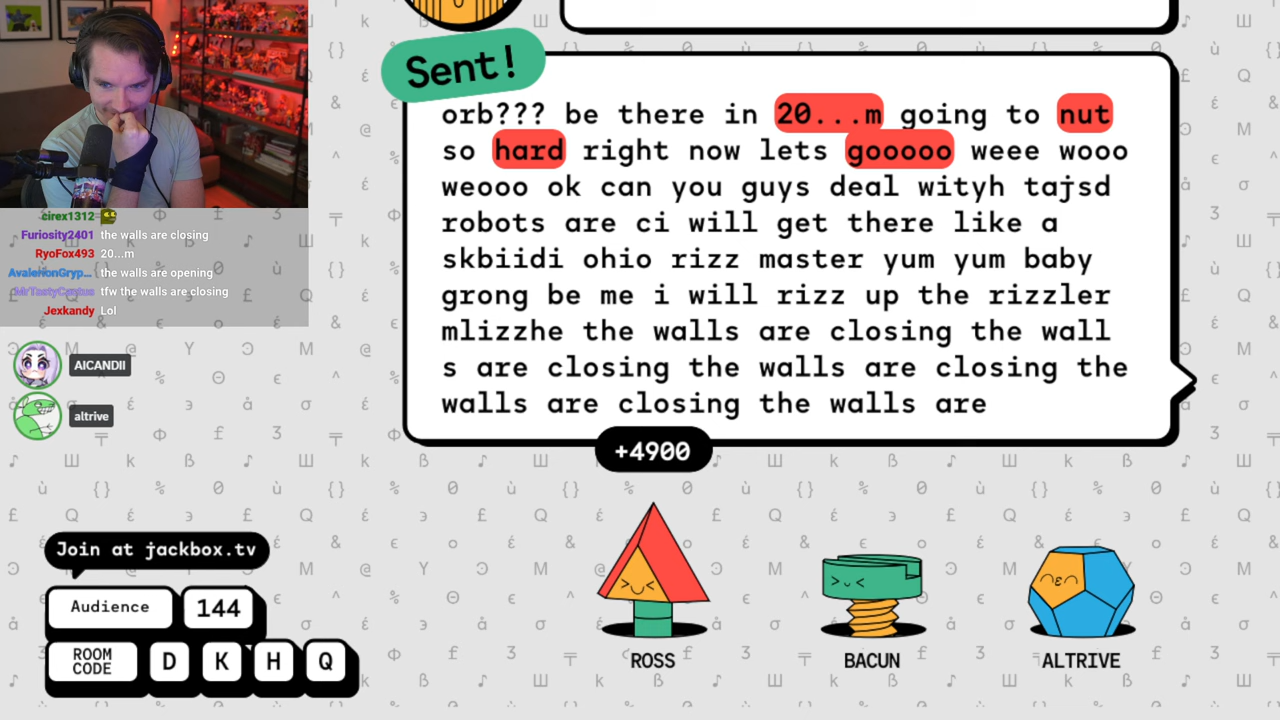 Sent!
orb??? be there in 20...m going to nut
so hard right now lets gooooo weee wooo
weooo ok can you guys deal wityh tajsd
robots are ci will get there like a
skbiidi ohio rizz master yum yum baby
grong be me i will rizz up the rizzler
mlizzhe the walls are closing the wall
s are closing the walls are closing the
walls are closing the walls are
+4900
cirex1312
Furiosity2401 the walls are closing
RyoFox493 20...m
AvalerionGryp... the walls are opening
MrTastyCactus tfw the walls are closing
Jexkandy Lol
AICANDII
altrive
Join at jackbox.tv
Audience 144
ROOM CODE D K H Q
ROSS
BACUN
ALTRIVE